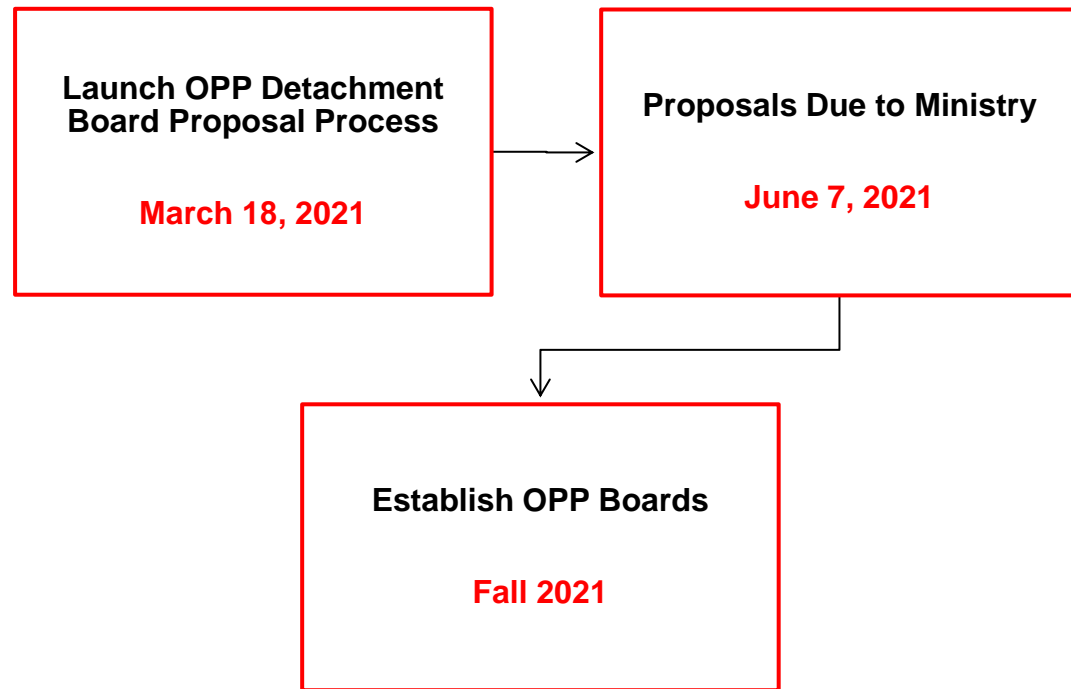 Launch OPP Detachment
Board Proposal Process
March 18, 2021
Proposals Due to Ministry
June 7, 2021
Establish OPP Boards
Fall 2021